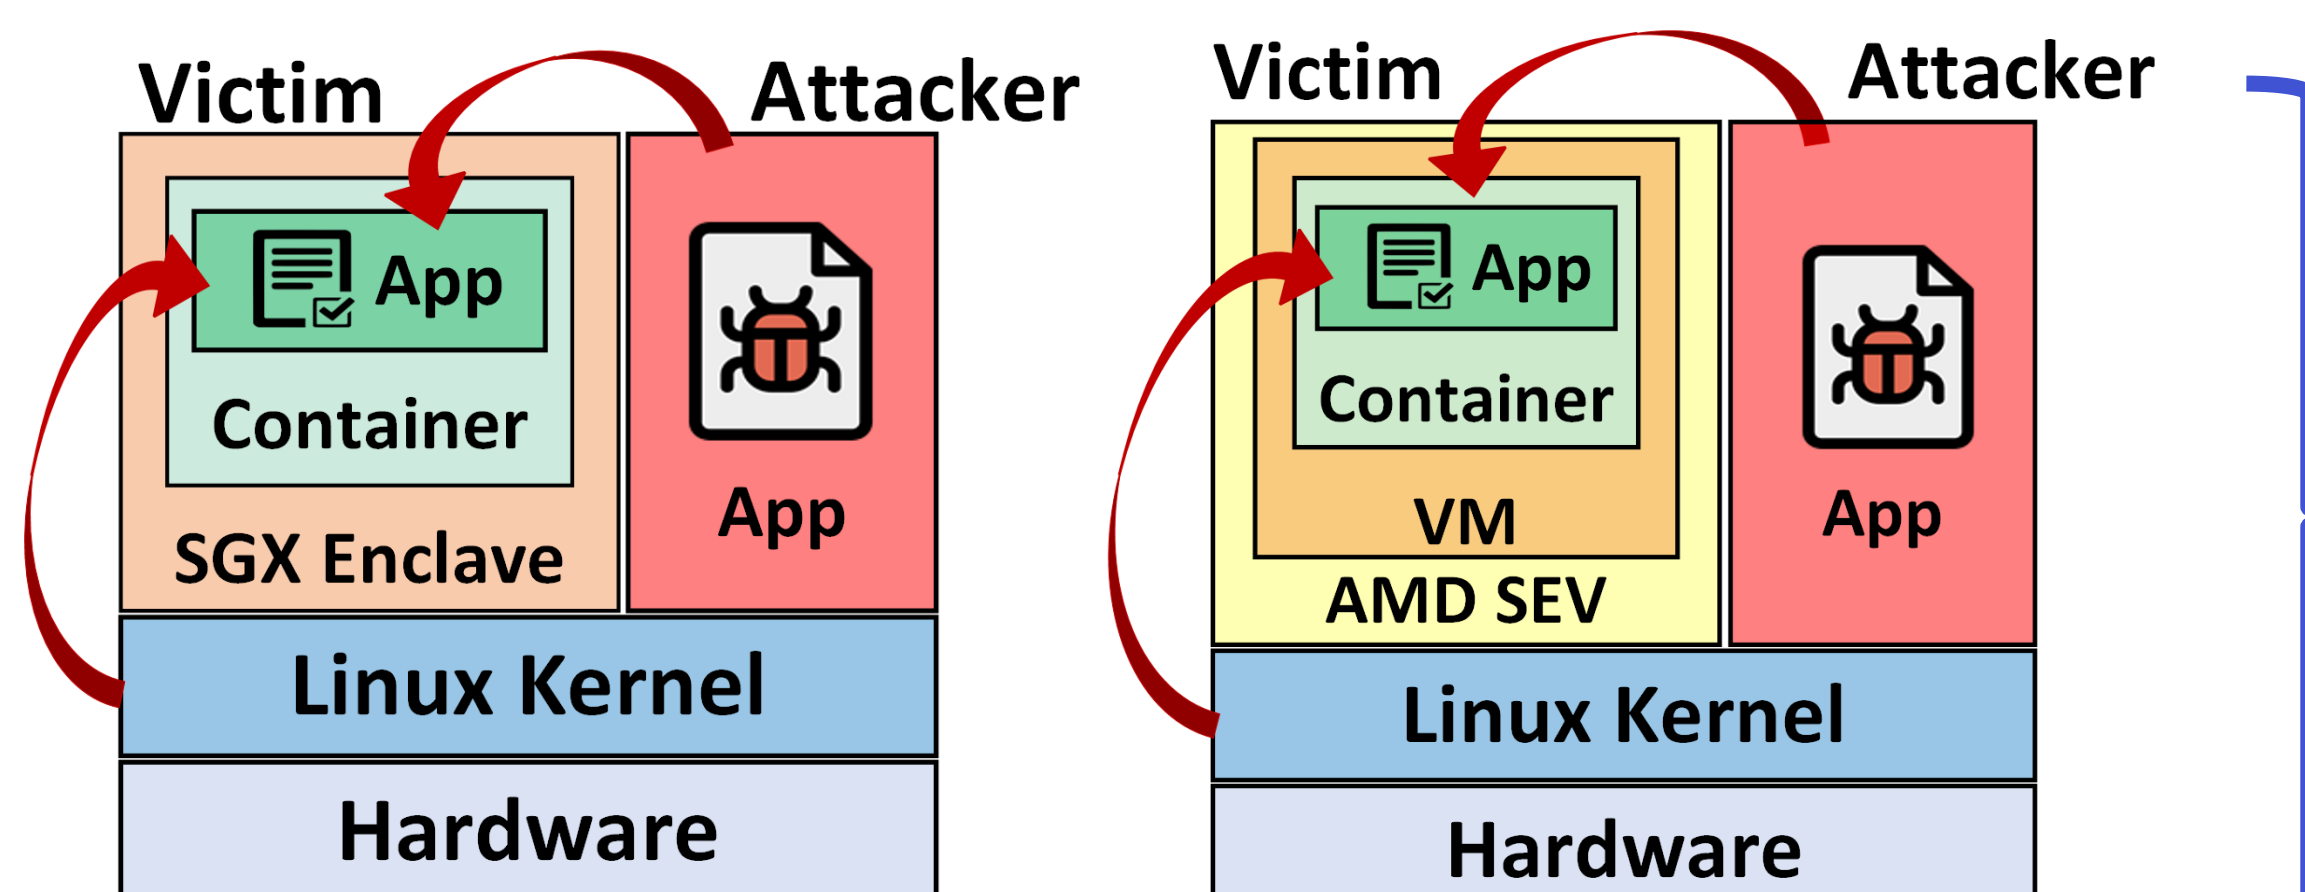 Victim
Attacker
App
Container
SGX Enclave
App
Linux Kernel
Hardware
Victim
Attacker
App
Container
VM
AMD SEV
App
Linux Kernel
Hardware